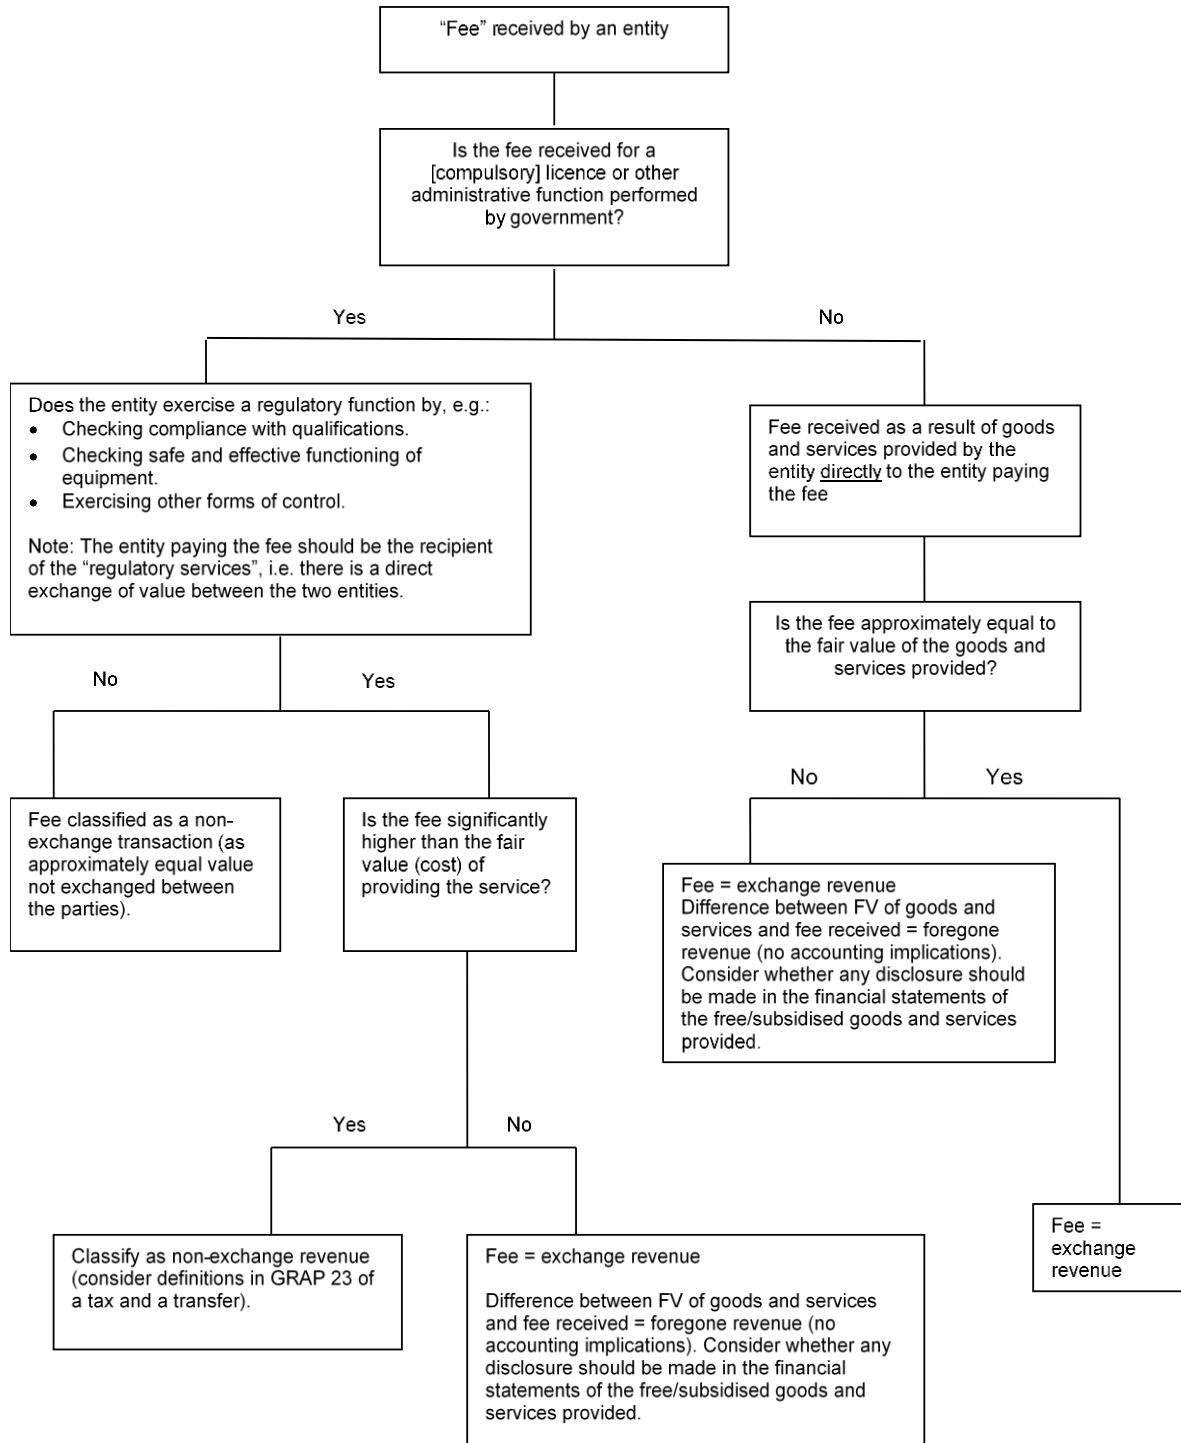 “Fee” received by an entity
Is the fee received for a
[compulsory] licence or other
administrative function performed
by government?
Yes
No
Does the entity exercise a regulatory function by, e.g.:
• Checking compliance with qualifications.
• Checking safe and effective functioning of
equipment.
• Exercising other forms of control.
Note: The entity paying the fee should be the recipient
of the “regulatory services”, i.e. there is a direct
exchange of value between the two entities.
Fee received as a result of goods
and services provided by the
entity directly to the entity paying
the fee
Is the fee approximately equal to
the fair value of the goods and
services provided?
No
Yes
No
Yes
Fee classified as a non-
exchange transaction (as
approximately equal value
not exchanged between
the parties).
Is the fee significantly
higher than the fair
value (cost) of
providing the service?
Fee = exchange revenue
Difference between FV of goods and
services and fee received = foregone
revenue (no accounting implications).
Consider whether any disclosure should
be made in the financial statements of
the free/subsidised goods and services
provided.
Yes
No
Classify as non-exchange revenue
(consider definitions in GRAP 23 of
a tax and a transfer).
Fee = exchange revenue
Difference between FV of goods and services
and fee received = foregone revenue (no
accounting implications). Consider whether any
disclosure should be made in the financial
statements of the free/subsidised goods and
services provided.
Fee =
exchange
revenue